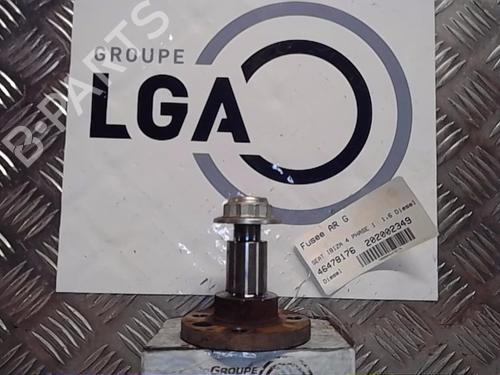 GROUPE
LGA
B-PARTS
Fusee AR G
SEAT IBIZA 4 PHASE 1 1.6 Diesel
46478176 202002349
Diesel
GROUPE